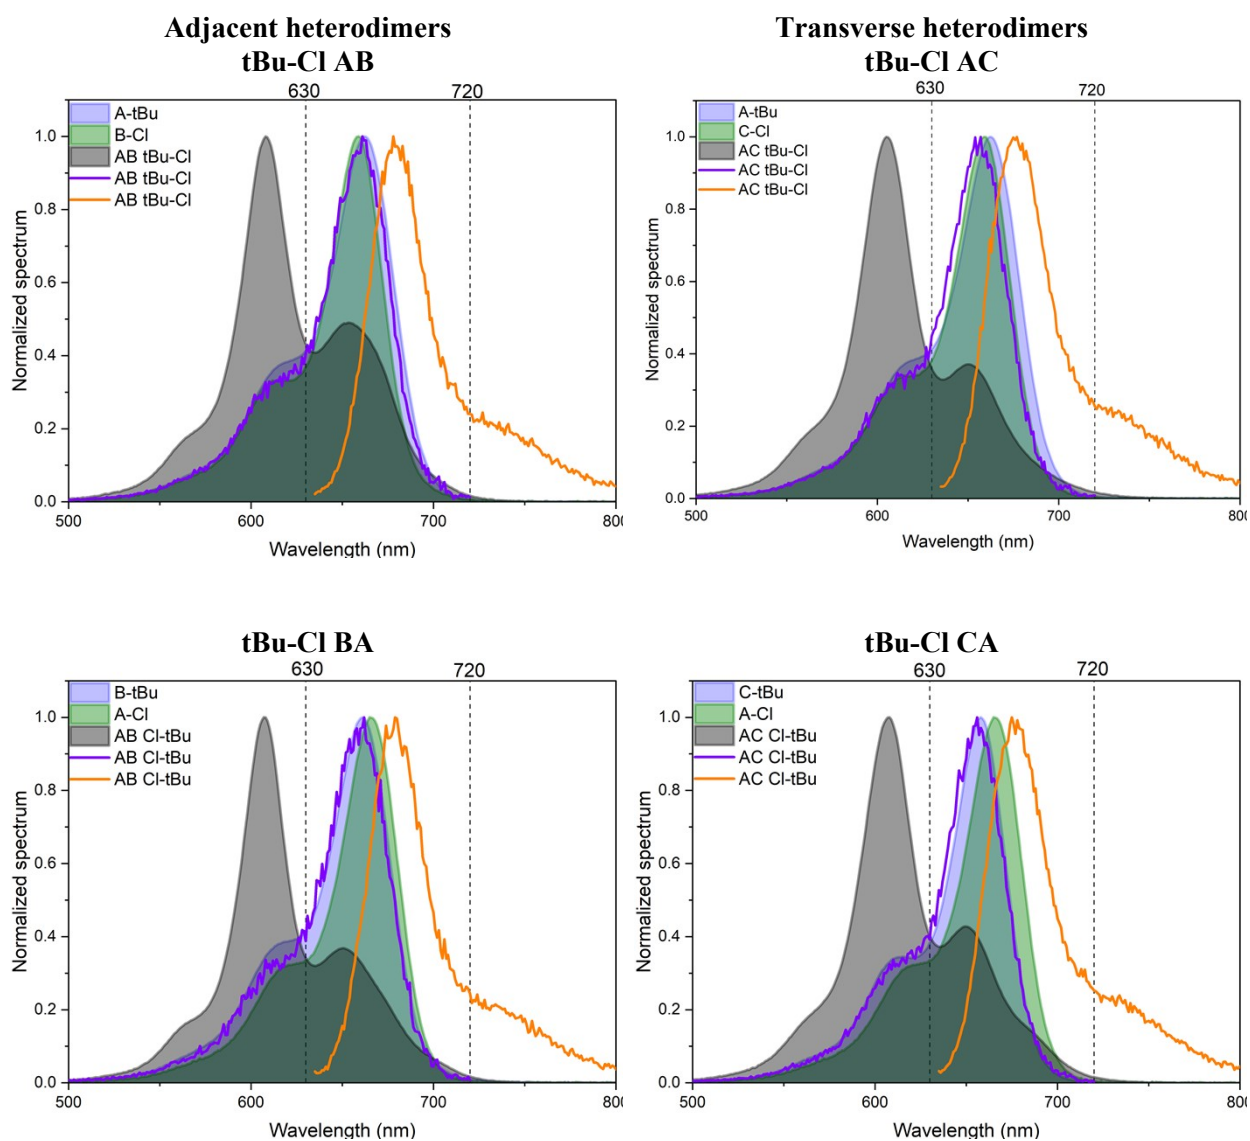 Adjacent heterodimers
tBu-Cl AB
630
720
A-tBu
B-Cl
AB tBu-Cl
AB tBu-Cl
AB tBu-Cl
1.0
0.8
0.6
0.4
0.2
0.0
Normalized spectrum
500
600
700
800
Wavelength (nm)
Transverse heterodimers
tBu-Cl AC
630
720
A-tBu
C-Cl
AC tBu-Cl
AC tBu-Cl
AC tBu-Cl
1.0
0.8
0.6
0.4
0.2
0.0
Normalized spectrum
500
600
700
800
Wavelength (nm)
tBu-Cl BA
630
720
B-tBu
A-Cl
AB Cl-tBu
AB Cl-tBu
AB Cl-tBu
1.0
0.8
0.6
0.4
0.2
0.0
Normalized spectrum
500
600
700
800
Wavelength (nm)
tBu-Cl CA
630
720
C-tBu
A-Cl
AC Cl-tBu
AC Cl-tBu
AC Cl-tBu
1.0
0.8
0.6
0.4
0.2
0.0
Normalized spectrum
500
600
700
800
Wavelength (nm)